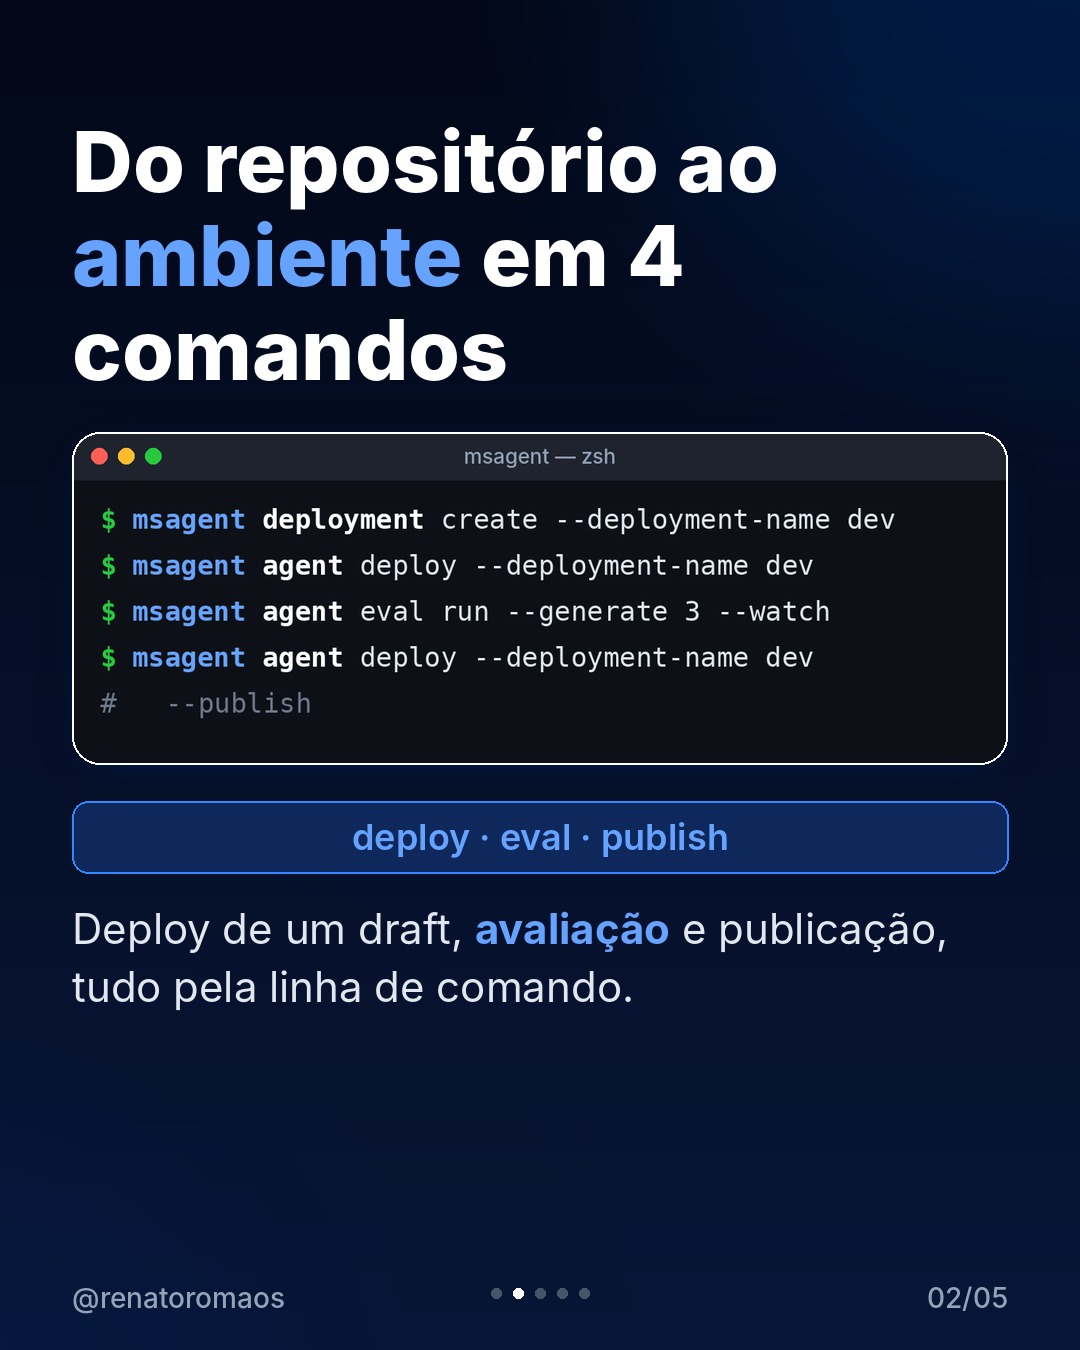 Do repositório ao
ambiente em 4
comandos
msagent — zsh
$ msagent deployment create --deployment-name dev
$ msagent agent deploy --deployment-name dev
$ msagent agent eval run --generate 3 --watch
$ msagent agent deploy --deployment-name dev
#   --publish
deploy · eval · publish
Deploy de um draft, avaliação e publicação,
tudo pela linha de comando.
@renatoromaos
02/05